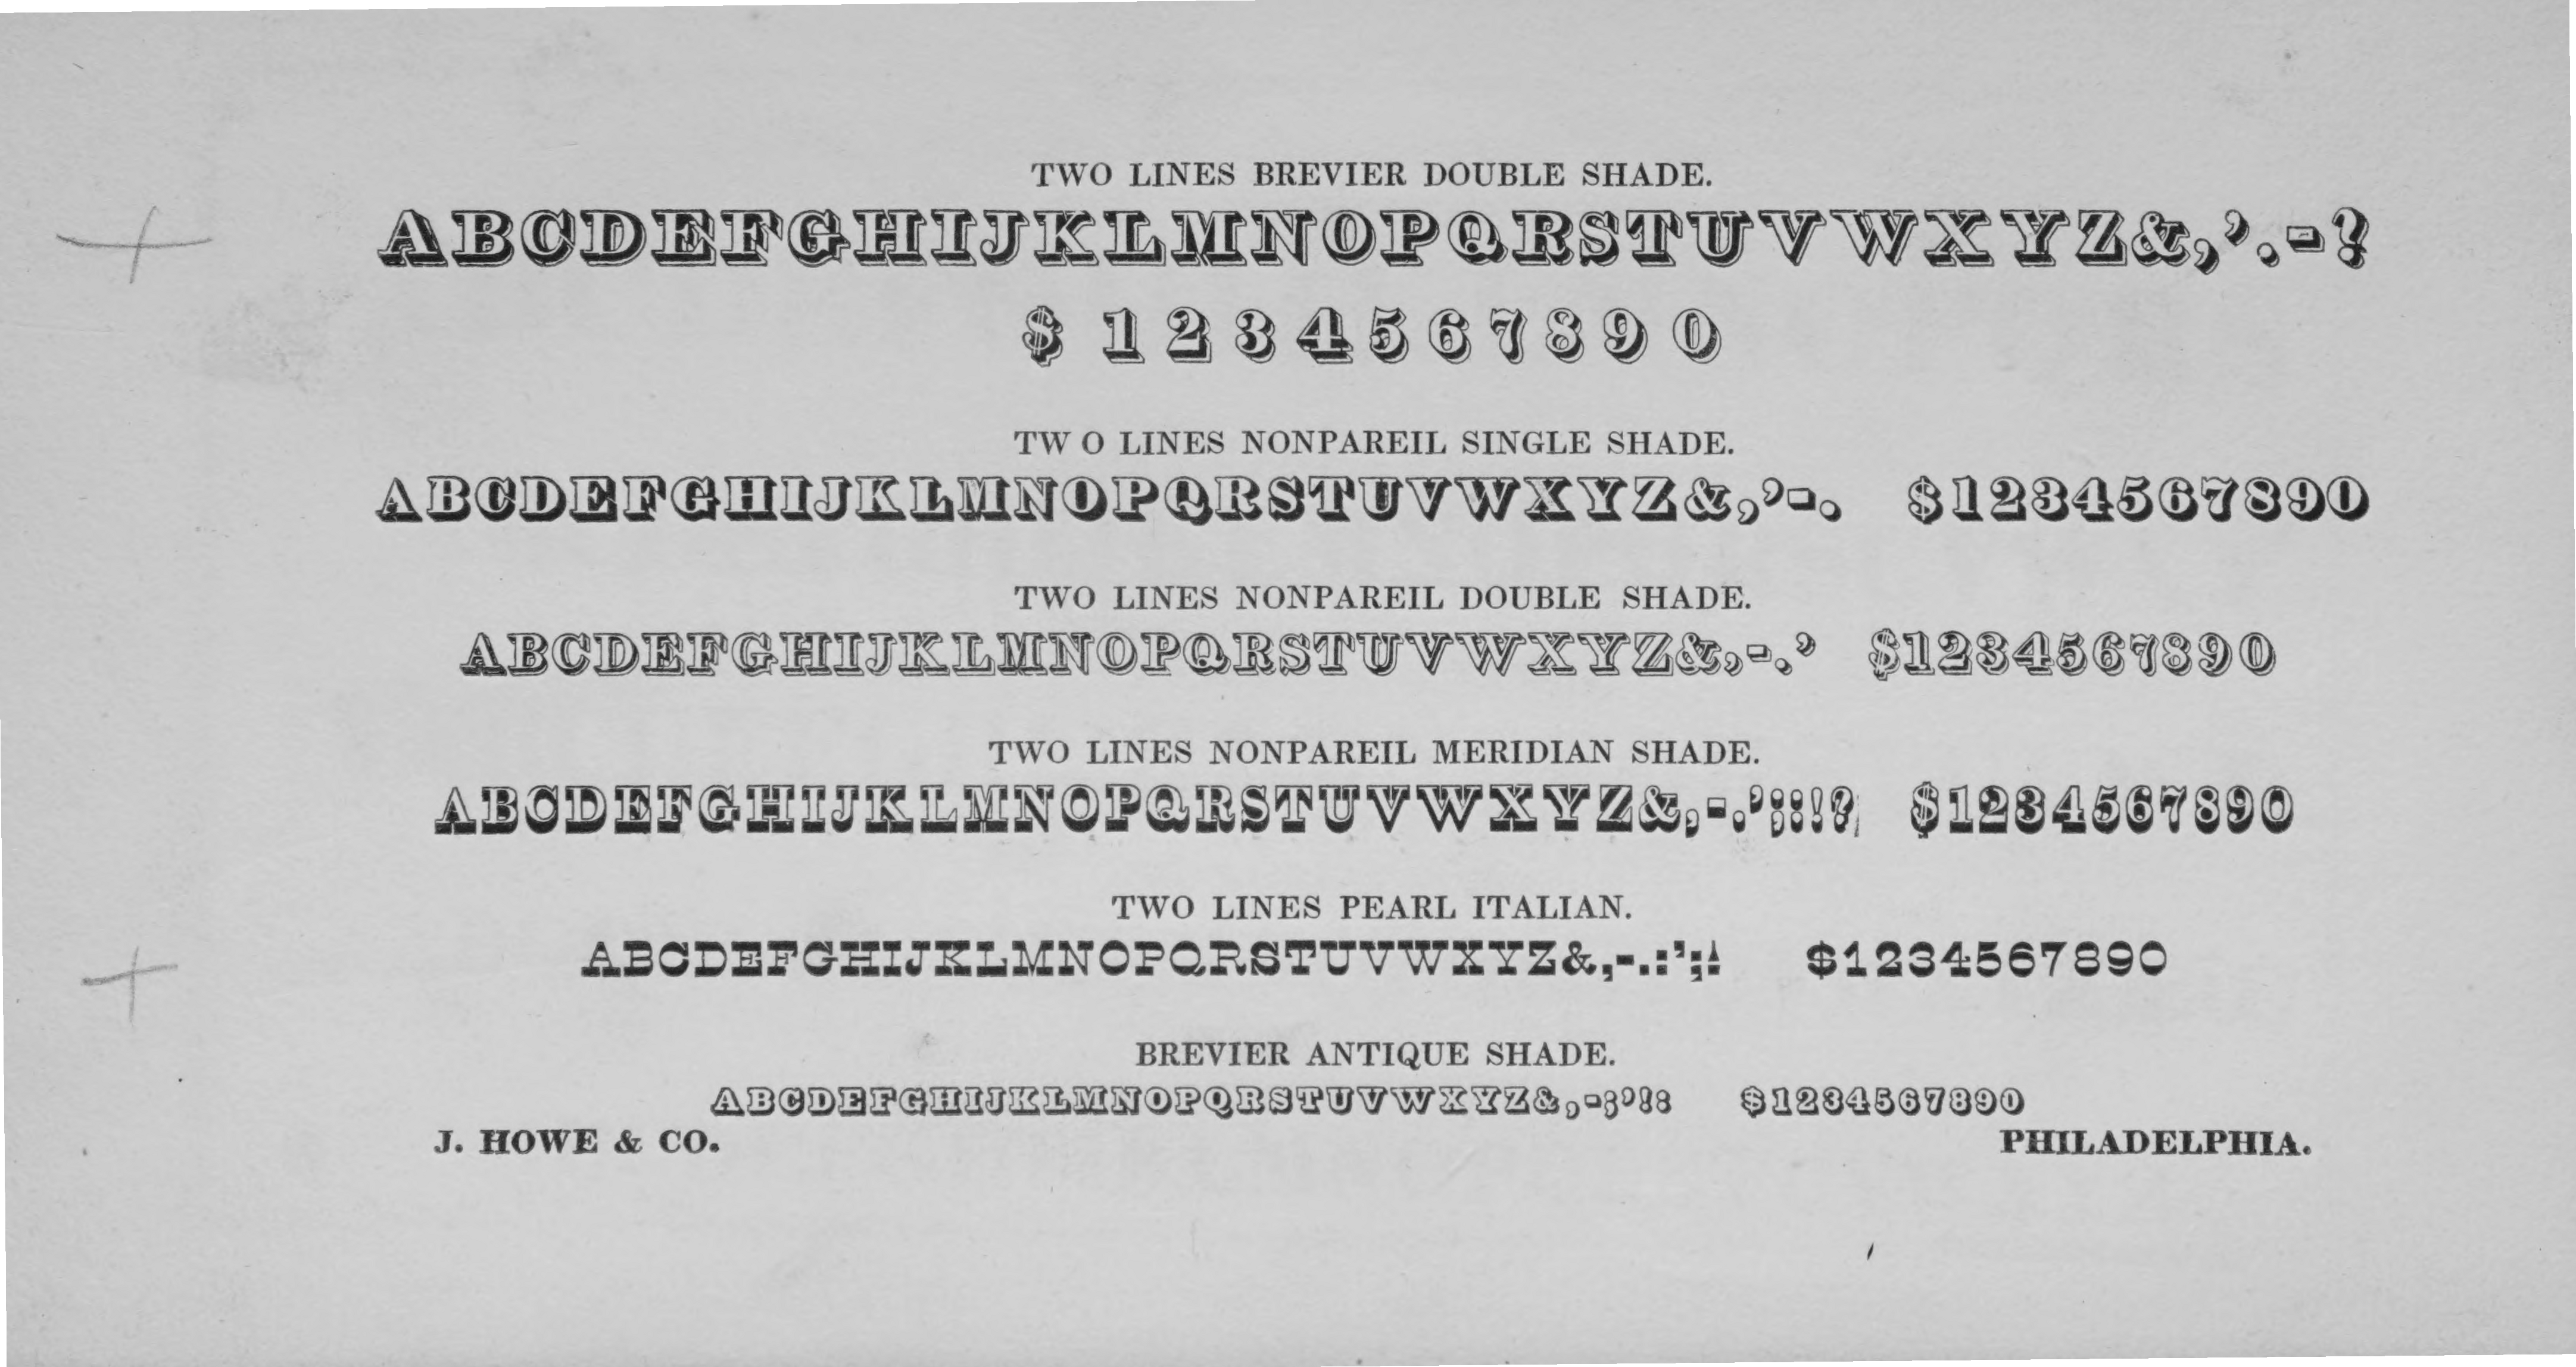 TWO LINES BREVIER DOUBLE SHADE.
ABCDEFGHIJKLMNOPQRSTUVWXYZ&,’.-?
$ 1 2 3 4 5 6 7 8 9 0
TW O LINES NONPAREIL SINGLE SHADE.
ABCDEFGHIJKLMNOPQRSTUVWXYZ&,’-. $1234567890
TWO LINES NONPAREIL DOUBLE SHADE.
ABCDEFGHIJKLMNOPQRSTUVWXYZ&,-.’ $1234567890
TWO LINES NONPAREIL MERIDIAN SHADE.
ABCDEFGHIJKLMNOPQRSTUVWXYZ&,-.’;:!? $1234567890
TWO LINES PEARL ITALIAN.
ABCDEFGHIJKLMNOPQRSTUVWXYZ&,-.:’;! $1234567890
BREVIER ANTIQUE SHADE.
ABCDEFGHIJKLMNOPQRSTUVWXYZ&,-;’!: $1234567890
J. HOWE & CO. PHILADELPHIA.